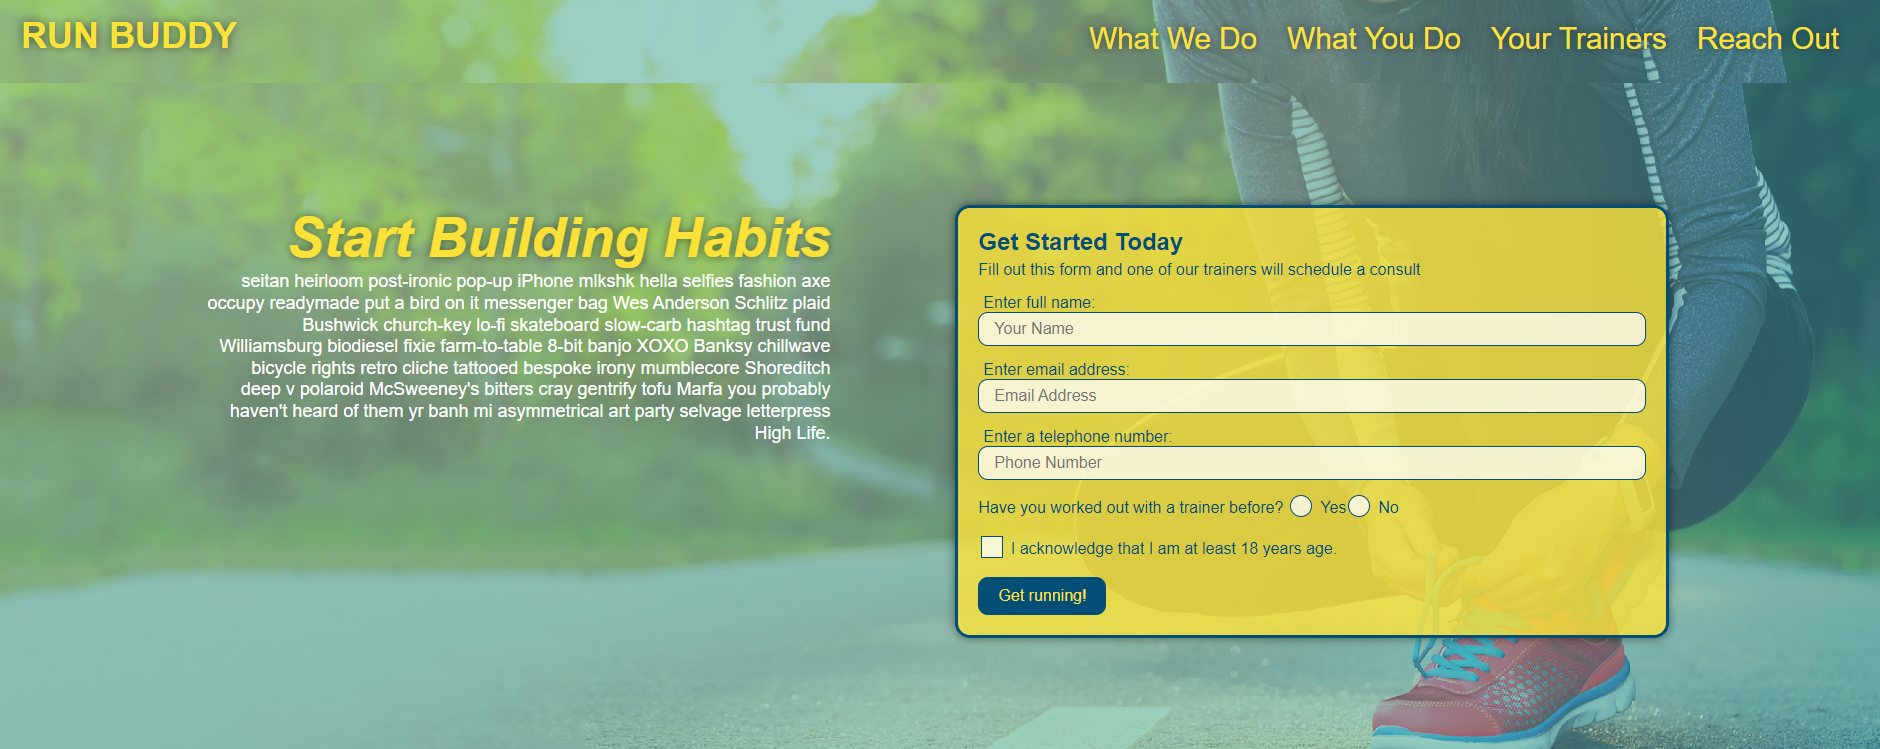 RUN BUDDY
What We Do What You Do Your Trainers Reach Out
Start Building Habits
seitan heirloom post-ironic pop-up iPhone mlkshk hella selfies fashion axe
occupy readymade put a bird on it messenger bag Wes Anderson Schlitz plaid
Bushwick church-key lo-fi skateboard slow-carb hashtag trust fund
Williamsburg biodiesel fixie farm-to-table 8-bit banjo XOXO Banksy chillwave
bicycle rights retro cliche tattooed bespoke irony mumblecore Shoreditch
deep v polaroid McSweeney's bitters cray gentrify tofu Marfa you probably
haven't heard of them yr banh mi asymmetrical art party selvage letterpress
High Life.
Get Started Today
Fill out this form and one of our trainers will schedule a consult
Enter full name:
Your Name
Enter email address:
Email Address
Enter a telephone number:
Phone Number
Have you worked out with a trainer before? Yes No
I acknowledge that I am at least 18 years age.
Get running!